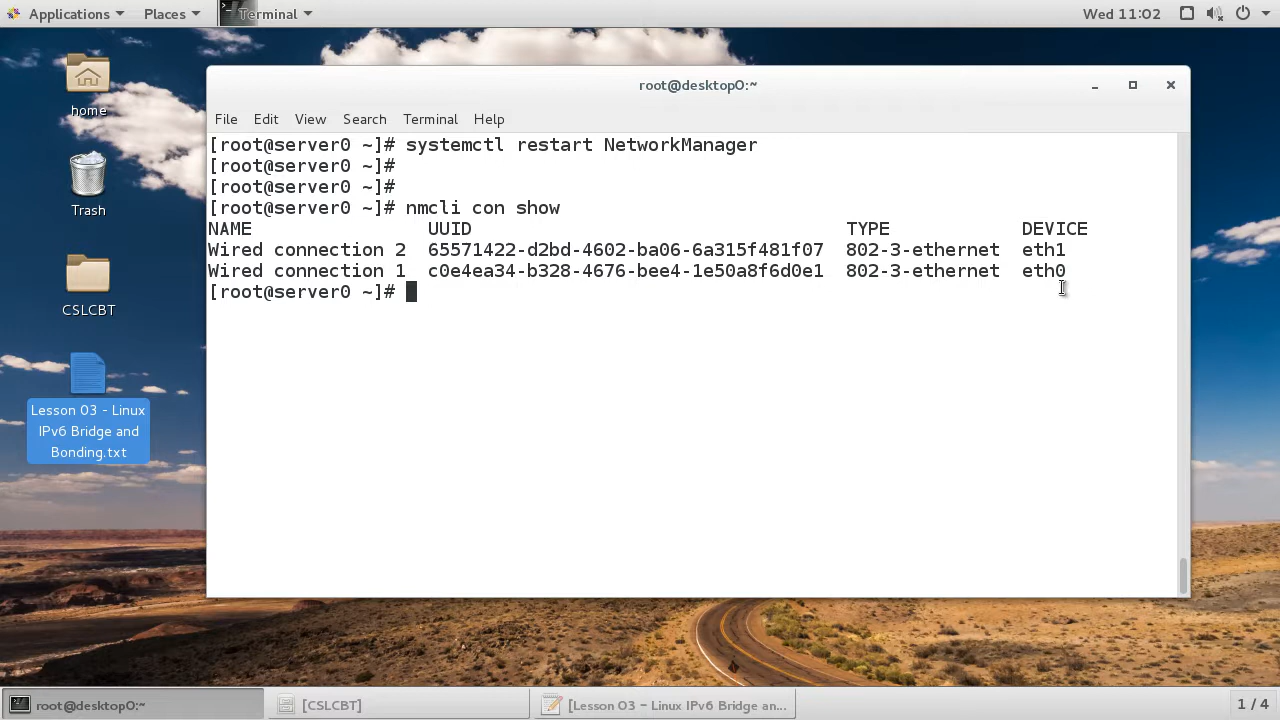 Applications Places Terminal Wed 11:02
root@desktop0:~
File Edit View Search Terminal Help
[root@server0 ~]# systemctl restart NetworkManager
[root@server0 ~]#
[root@server0 ~]#
[root@server0 ~]# nmcli con show
NAME UUID TYPE DEVICE
Wired connection 2 65571422-d2bd-4602-ba06-6a315f481f07 802-3-ethernet eth1
Wired connection 1 c0e4ea34-b328-4676-bee4-1e50a8f6d0e1 802-3-ethernet eth0
[root@server0 ~]#
home
Trash
CSLCBT
Lesson 03 - Linux
IPv6 Bridge and
Bonding.txt
root@desktop0:~ [CSLCBT] [Lesson 03 - Linux IPv6 Bridge an... 1 / 4